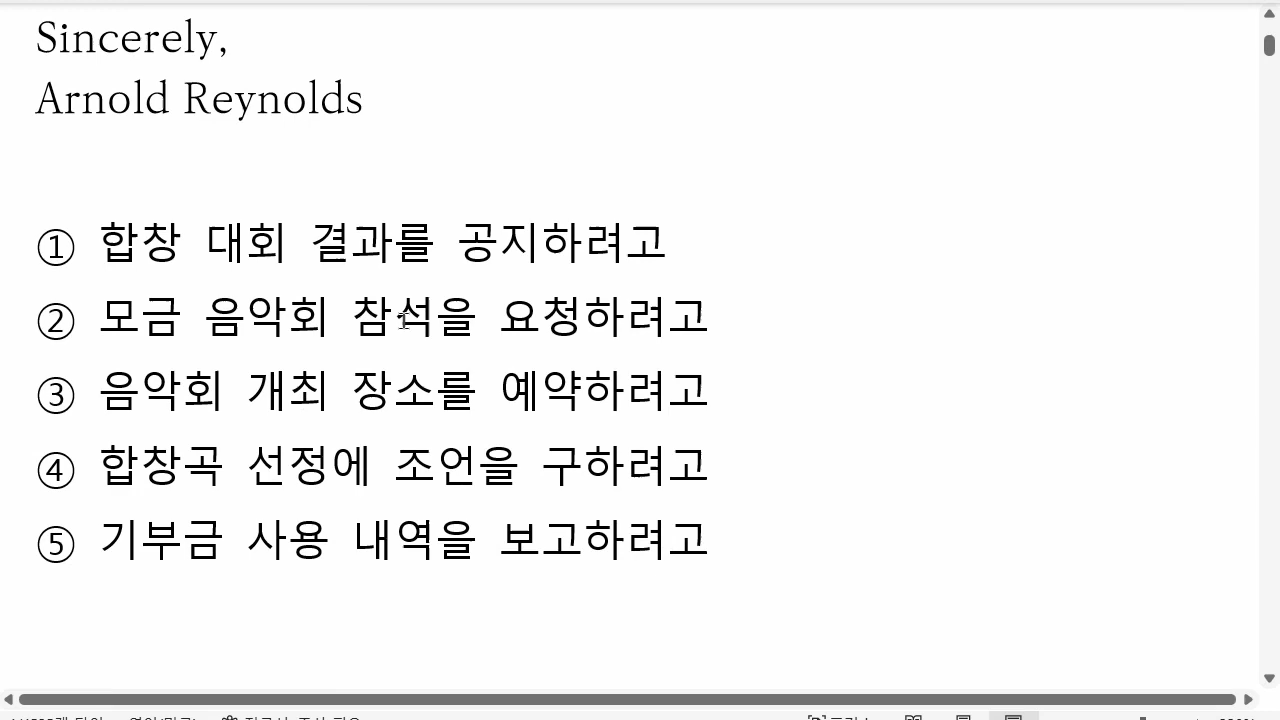 Sincerely,
Arnold Reynolds
① 합창 대회 결과를 공지하려고
② 모금 음악회 참석을 요청하려고
③ 음악회 개최 장소를 예약하려고
④ 합창곡 선정에 조언을 구하려고
⑤ 기부금 사용 내역을 보고하려고